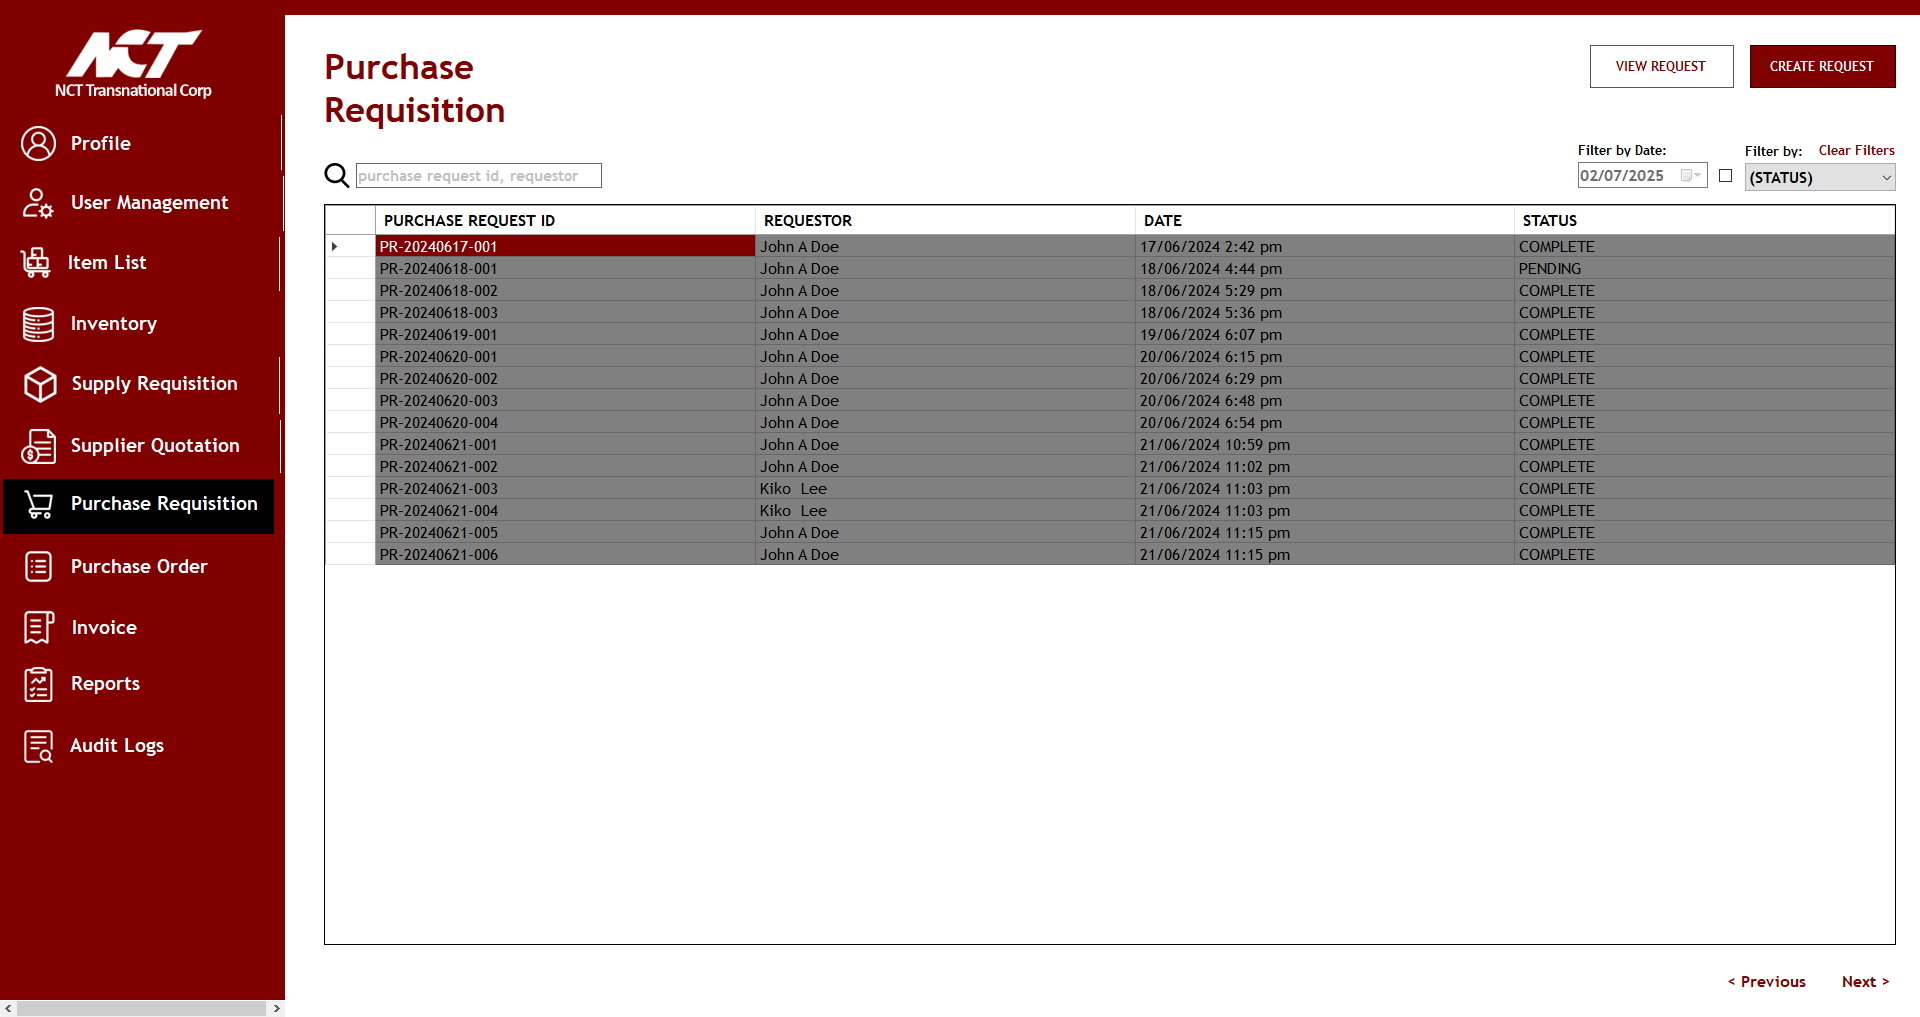 NCT
NCT Transnational Corp
Profile
User Management
Item List
Inventory
Supply Requisition
Supplier Quotation
Purchase Requisition
Purchase Order
Invoice
Reports
Audit Logs
Purchase
Requisition
VIEW REQUEST
CREATE REQUEST
purchase request id, requestor
Filter by Date:
02/07/2025
Filter by:
Clear Filters
(STATUS)
PURCHASE REQUEST ID REQUESTOR DATE STATUS
PR-20240617-001 John A Doe 17/06/2024 2:42 pm COMPLETE
PR-20240618-001 John A Doe 18/06/2024 4:44 pm PENDING
PR-20240618-002 John A Doe 18/06/2024 5:29 pm COMPLETE
PR-20240618-003 John A Doe 18/06/2024 5:36 pm COMPLETE
PR-20240619-001 John A Doe 19/06/2024 6:07 pm COMPLETE
PR-20240620-001 John A Doe 20/06/2024 6:15 pm COMPLETE
PR-20240620-002 John A Doe 20/06/2024 6:29 pm COMPLETE
PR-20240620-003 John A Doe 20/06/2024 6:48 pm COMPLETE
PR-20240620-004 John A Doe 20/06/2024 6:54 pm COMPLETE
PR-20240621-001 John A Doe 21/06/2024 10:59 pm COMPLETE
PR-20240621-002 John A Doe 21/06/2024 11:02 pm COMPLETE
PR-20240621-003 Kiko Lee 21/06/2024 11:03 pm COMPLETE
PR-20240621-004 Kiko Lee 21/06/2024 11:03 pm COMPLETE
PR-20240621-005 John A Doe 21/06/2024 11:15 pm COMPLETE
PR-20240621-006 John A Doe 21/06/2024 11:15 pm COMPLETE
< Previous
Next >